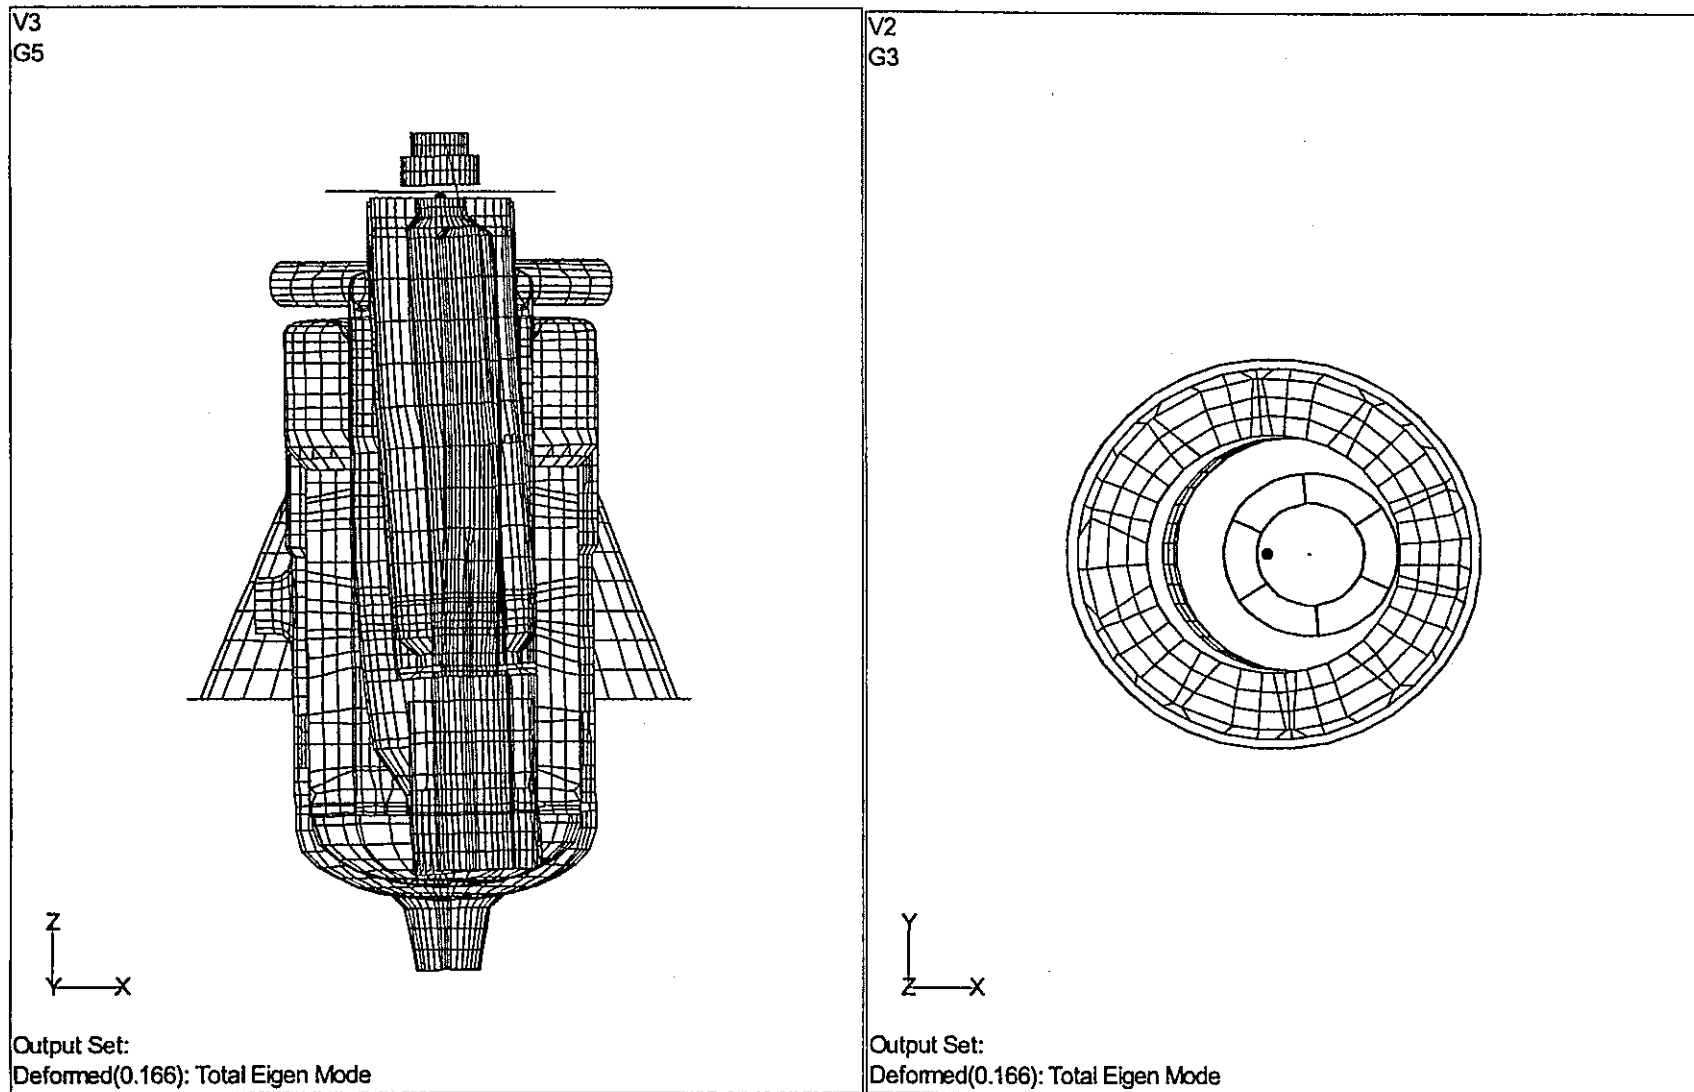 V3
G5
Z
Y X
Output Set:
Deformed(0.166): Total Eigen Mode
V2
G3
Y
Z X
Output Set:
Deformed(0.166): Total Eigen Mode